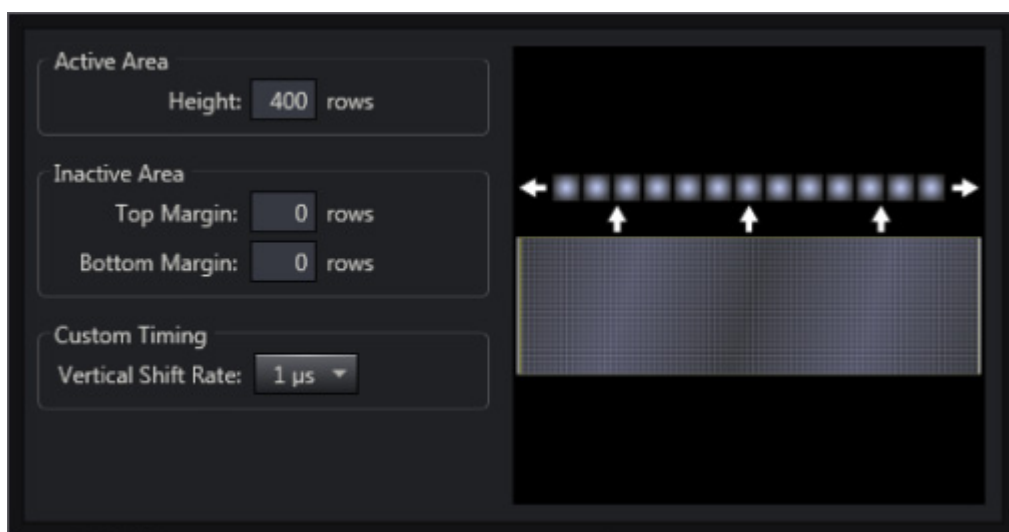 Active Area
Height: 400 rows
Inactive Area
Top Margin: 0 rows
Bottom Margin: 0 rows
Custom Timing
Vertical Shift Rate: 1 µs